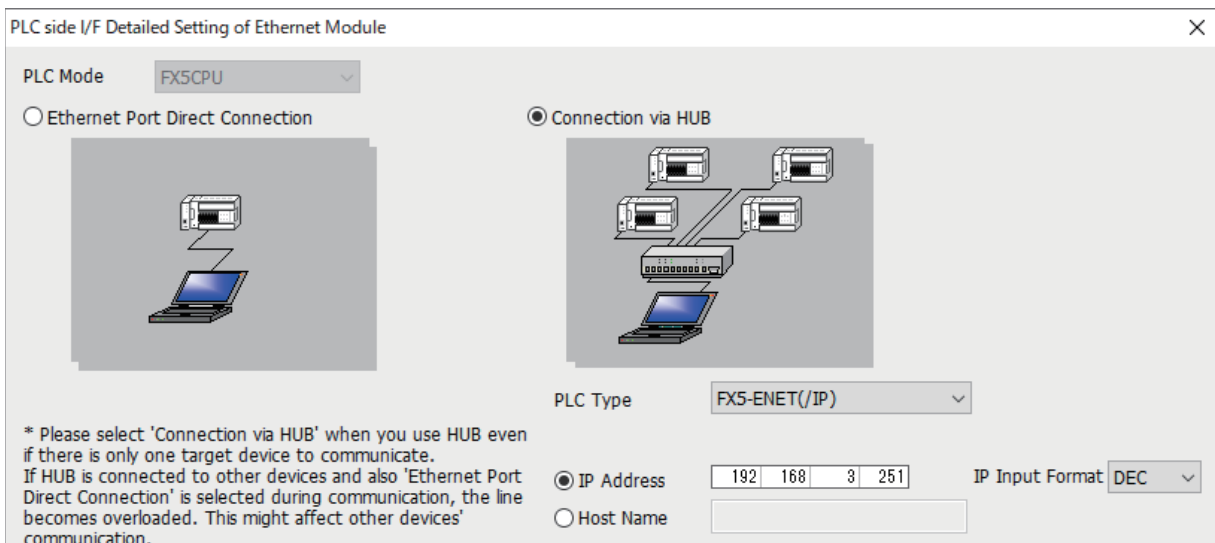 PLC side I/F Detailed Setting of Ethernet Module
PLC Mode FX5CPU
Ethernet Port Direct Connection
Connection via HUB
PLC Type FX5-ENET(/IP)
* Please select 'Connection via HUB' when you use HUB even
if there is only one target device to communicate.
If HUB is connected to other devices and also 'Ethernet Port
Direct Connection' is selected during communication, the line
becomes overloaded. This might affect other devices'
communication.
IP Address 192 168 3 251 IP Input Format DEC
Host Name